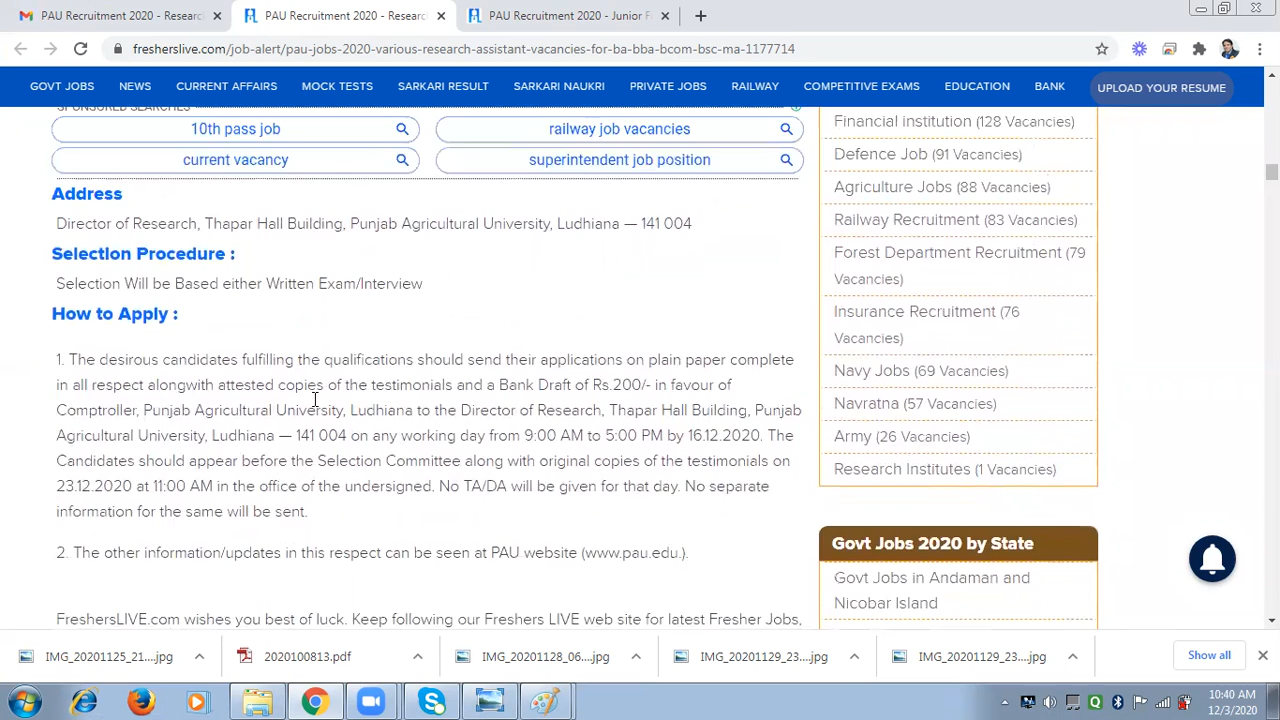 PAU Recruitment 2020 - Researc
PAU Recruitment 2020 - Researc
PAU Recruitment 2020 - Junior F
fresherslive.com/job-alert/pau-jobs-2020-various-research-assistant-vacancies-for-ba-bba-bcom-bsc-ma-1177714
GOVT JOBS NEWS CURRENT AFFAIRS MOCK TESTS SARKARI RESULT SARKARI NAUKRI PRIVATE JOBS RAILWAY COMPETITIVE EXAMS EDUCATION BANK UPLOAD YOUR RESUME
SPONSORED SEARCHES
10th pass job
railway job vacancies
current vacancy
superintendent job position
Address
Director of Research, Thapar Hall Building, Punjab Agricultural University, Ludhiana — 141 004
Selection Procedure :
Selection Will be Based either Written Exam/Interview
How to Apply :
1. The desirous candidates fulfilling the qualifications should send their applications on plain paper complete
in all respect alongwith attested copies of the testimonials and a Bank Draft of Rs.200/- in favour of
Comptroller, Punjab Agricultural University, Ludhiana to the Director of Research, Thapar Hall Building, Punjab
Agricultural University, Ludhiana — 141 004 on any working day from 9:00 AM to 5:00 PM by 16.12.2020. The
Candidates should appear before the Selection Committee along with original copies of the testimonials on
23.12.2020 at 11:00 AM in the office of the undersigned. No TA/DA will be given for that day. No separate
information for the same will be sent.
2. The other information/updates in this respect can be seen at PAU website (www.pau.edu.).
FreshersLIVE.com wishes you best of luck. Keep following our Freshers LIVE web site for latest Fresher Jobs,
Financial institution (128 Vacancies)
Defence Job (91 Vacancies)
Agriculture Jobs (88 Vacancies)
Railway Recruitment (83 Vacancies)
Forest Department Recruitment (79
Vacancies)
Insurance Recruitment (76
Vacancies)
Navy Jobs (69 Vacancies)
Navratna (57 Vacancies)
Army (26 Vacancies)
Research Institutes (1 Vacancies)
Govt Jobs 2020 by State
Govt Jobs in Andaman and
Nicobar Island
IMG_20201125_21....jpg
2020100813.pdf
IMG_20201128_06....jpg
IMG_20201129_23....jpg
IMG_20201129_23....jpg
Show all
10:40 AM
12/3/2020